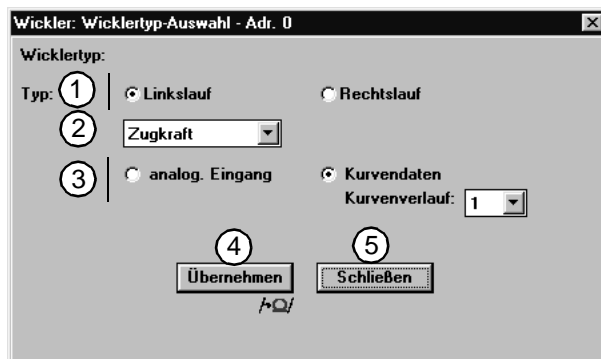 Wickler: Wicklertyp-Auswahl - Adr. 0
Wicklertyp:
Typ: 1 Linkslauf Rechtslauf
2 Zugkraft
3 analog. Eingang Kurvendaten
Kurvenverlauf: 1
4 5
Übernehmen Schließen